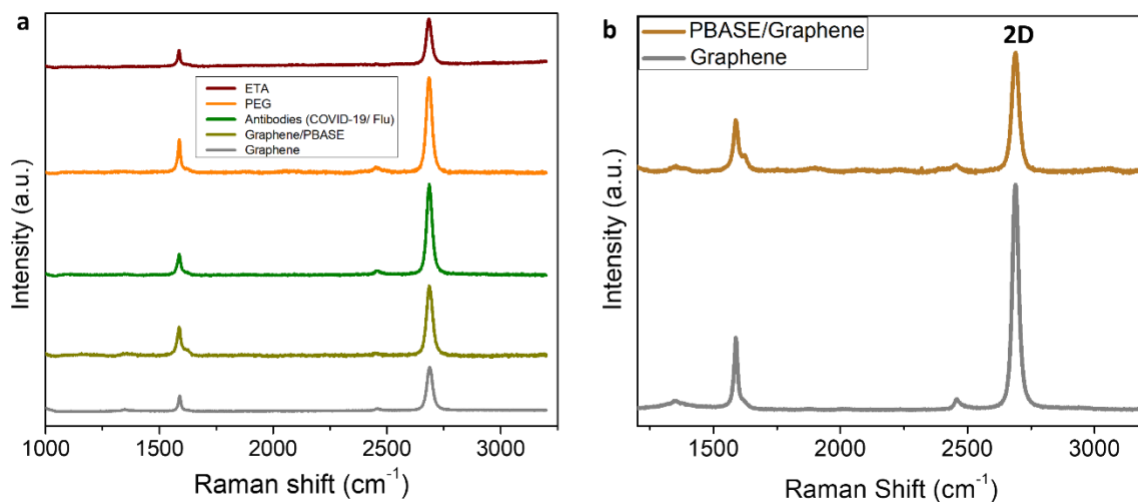 a
Intensity (a.u.)
ETA
PEG
Antibodies (COVID-19/ Flu)
Graphene/PBASE
Graphene
1000 1500 2000 2500 3000
Raman shift (cm⁻¹)
b
PBASE/Graphene
Graphene
2D
Intensity (a.u.)
1500 2000 2500 3000
Raman Shift (cm⁻¹)